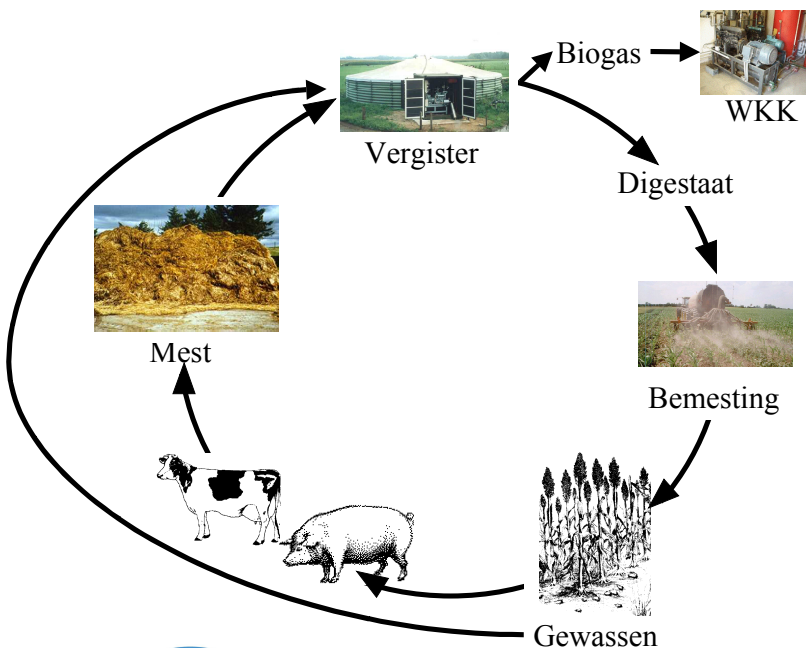 Biogas
WKK
Vergister
Digestaat
Mest
Bemesting
Gewassen